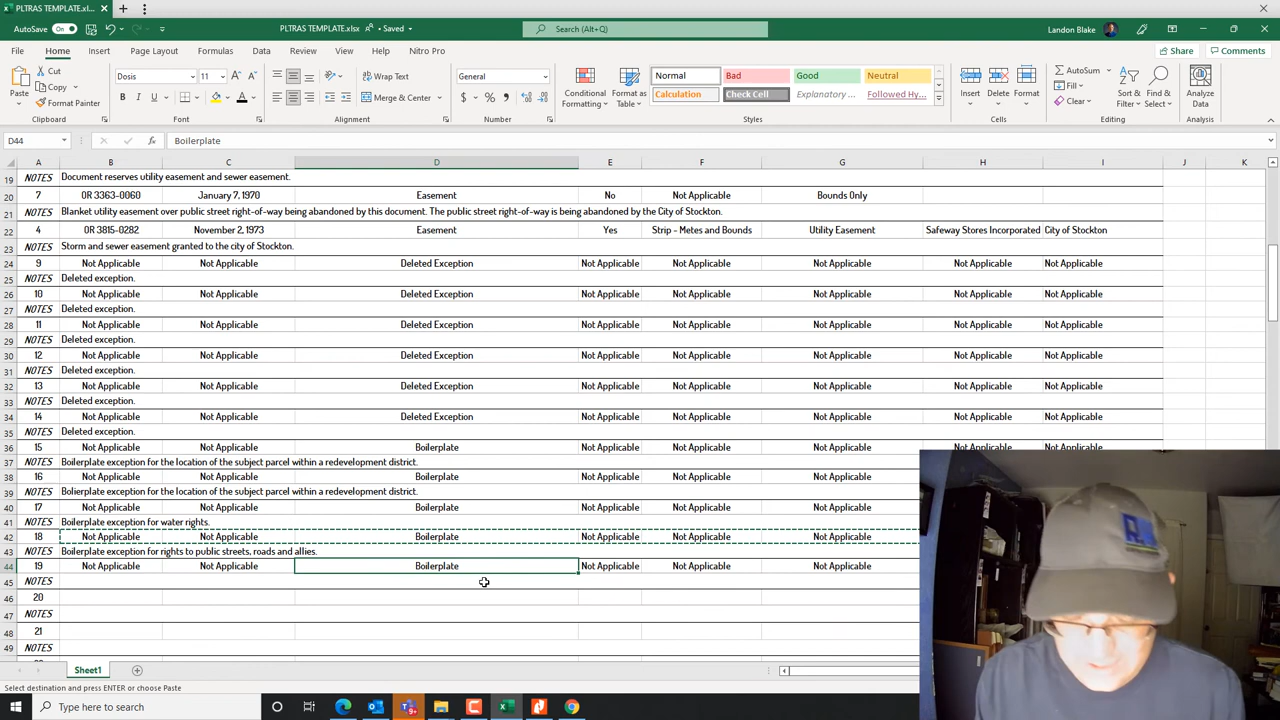 PLTRAS TEMPLATE.xlsx ...
AutoSave On PLTRAS TEMPLATE.xlsx • Saved Search (Alt+Q) Landon Blake
File Home Insert Page Layout Formulas Data Review View Help Nitro Pro Share Comments
Paste Cut Copy Format Painter Clipboard
Dosis 11 B I U Font
Wrap Text Merge & Center Alignment
General $ % Number
Conditional Formatting Format as Table
Normal Bad Good Neutral
Calculation Check Cell Explanatory ... Followed Hy...
Styles
Insert Delete Format Cells
AutoSum Fill Clear Sort & Filter Find & Select Editing
Analyze Data Analysis
D44 fx Boilerplate
A B C D E F G H I J K
19 NOTES Document reserves utility easement and sewer easement.
20 7 OR 3363-0060 January 7, 1970 Easement No Not Applicable Bounds Only
21 NOTES Blanket utility easement over public street right-of-way being abandoned by this document. The public street right-of-way is being abandoned by the City of Stockton.
22 4 OR 3815-0282 November 2, 1973 Easement Yes Strip - Metes and Bounds Utility Easement Safeway Stores Incorporated City of Stockton
23 NOTES Storm and sewer easement granted to the city of Stockton.
24 9 Not Applicable Not Applicable Deleted Exception Not Applicable Not Applicable Not Applicable Not Applicable Not Applicable
25 NOTES Deleted exception.
26 10 Not Applicable Not Applicable Deleted Exception Not Applicable Not Applicable Not Applicable Not Applicable Not Applicable
27 NOTES Deleted exception.
28 11 Not Applicable Not Applicable Deleted Exception Not Applicable Not Applicable Not Applicable Not Applicable Not Applicable
29 NOTES Deleted exception.
30 12 Not Applicable Not Applicable Deleted Exception Not Applicable Not Applicable Not Applicable Not Applicable Not Applicable
31 NOTES Deleted exception.
32 13 Not Applicable Not Applicable Deleted Exception Not Applicable Not Applicable Not Applicable Not Applicable Not Applicable
33 NOTES Deleted exception.
34 14 Not Applicable Not Applicable Deleted Exception Not Applicable Not Applicable Not Applicable Not Applicable Not Applicable
35 NOTES Deleted exception.
36 15 Not Applicable Not Applicable Boilerplate Not Applicable Not Applicable Not Applicable Not Applicable Not Applicable
37 NOTES Boilerplate exception for the location of the subject parcel within a redevelopment district.
38 16 Not Applicable Not Applicable Boilerplate Not Applicable Not Applicable Not Applicable
39 NOTES Bolierplate exception for the location of the subject parcel within a redevelopment district.
40 17 Not Applicable Not Applicable Boilerplate Not Applicable Not Applicable Not Applicable
41 NOTES Boilerplate exception for water rights.
42 18 Not Applicable Not Applicable Boilerplate Not Applicable Not Applicable Not Applicable
43 NOTES Boilerplate exception for rights to public streets, roads and allies.
44 19 Not Applicable Not Applicable Boilerplate Not Applicable Not Applicable Not Applicable
45 NOTES
46 20
47 NOTES
48 21
49 NOTES
Sheet1
Select destination and press ENTER or choose Paste
Type here to search